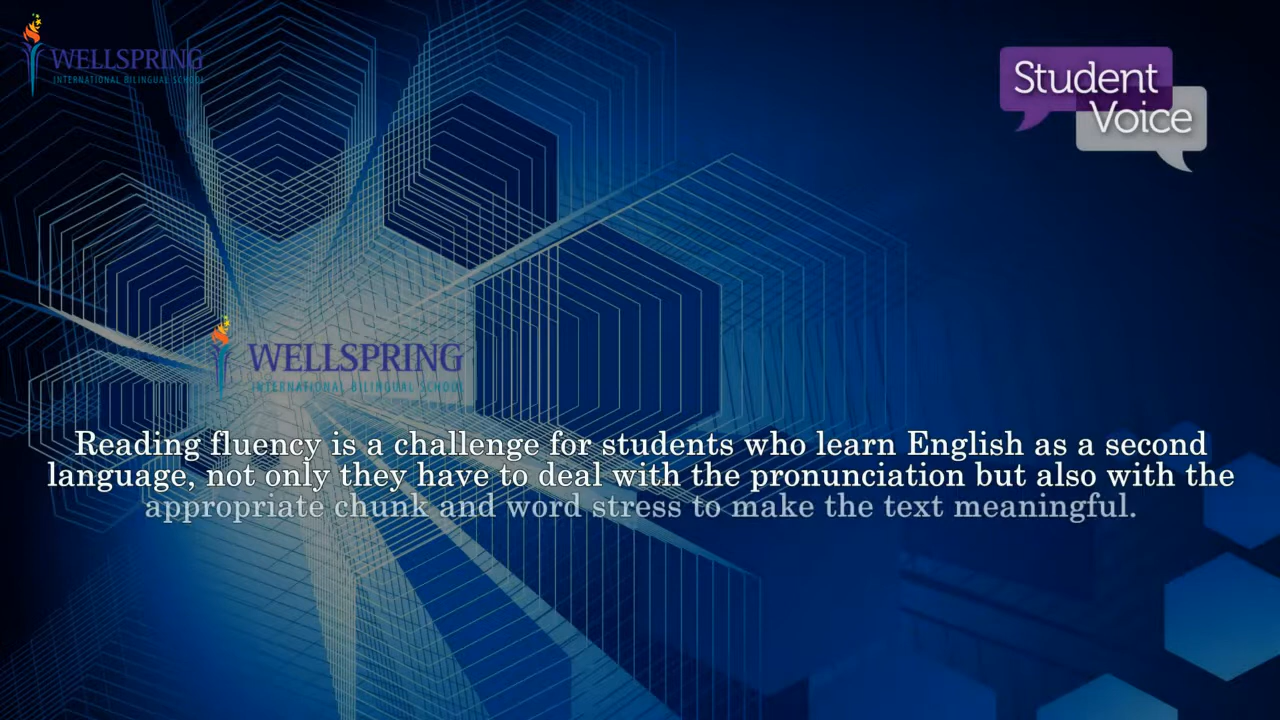 WELLSPRING
INTERNATIONAL BILINGUAL SCHOOL
Student
Voice
WELLSPRING
INTERNATIONAL BILINGUAL SCHOOL
Reading fluency is a challenge for students who learn English as a second
language, not only they have to deal with the pronunciation but also with the
appropriate chunk and word stress to make the text meaningful.